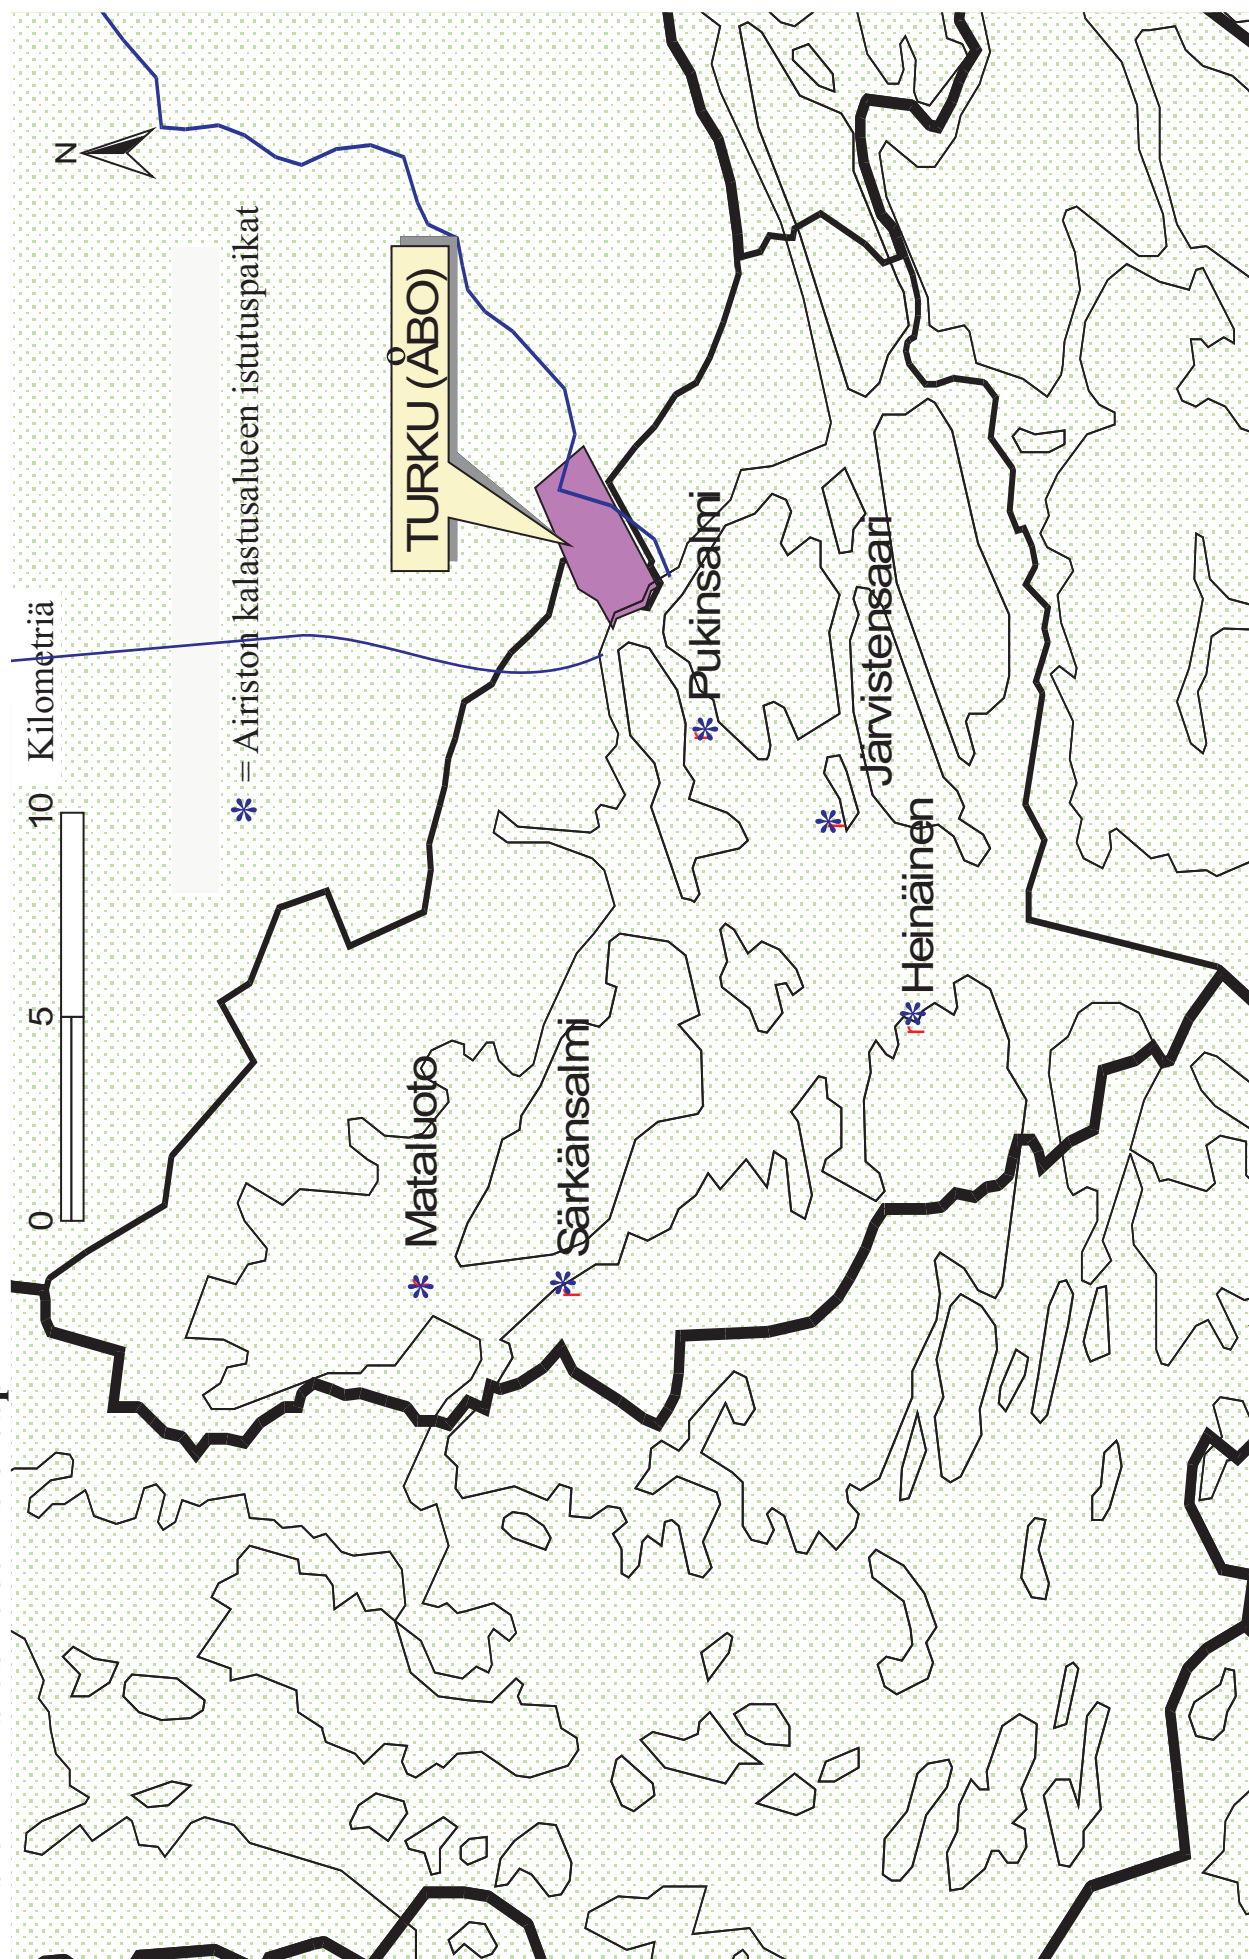 N
0 5 10 Kilometriä
* = Airiston kalastusalueen istutuspaikat
TURKU (ÅBO)
Mataluoto
Särkänsalmi
Pukinsalmi
Järvistensaari
Heinäinen